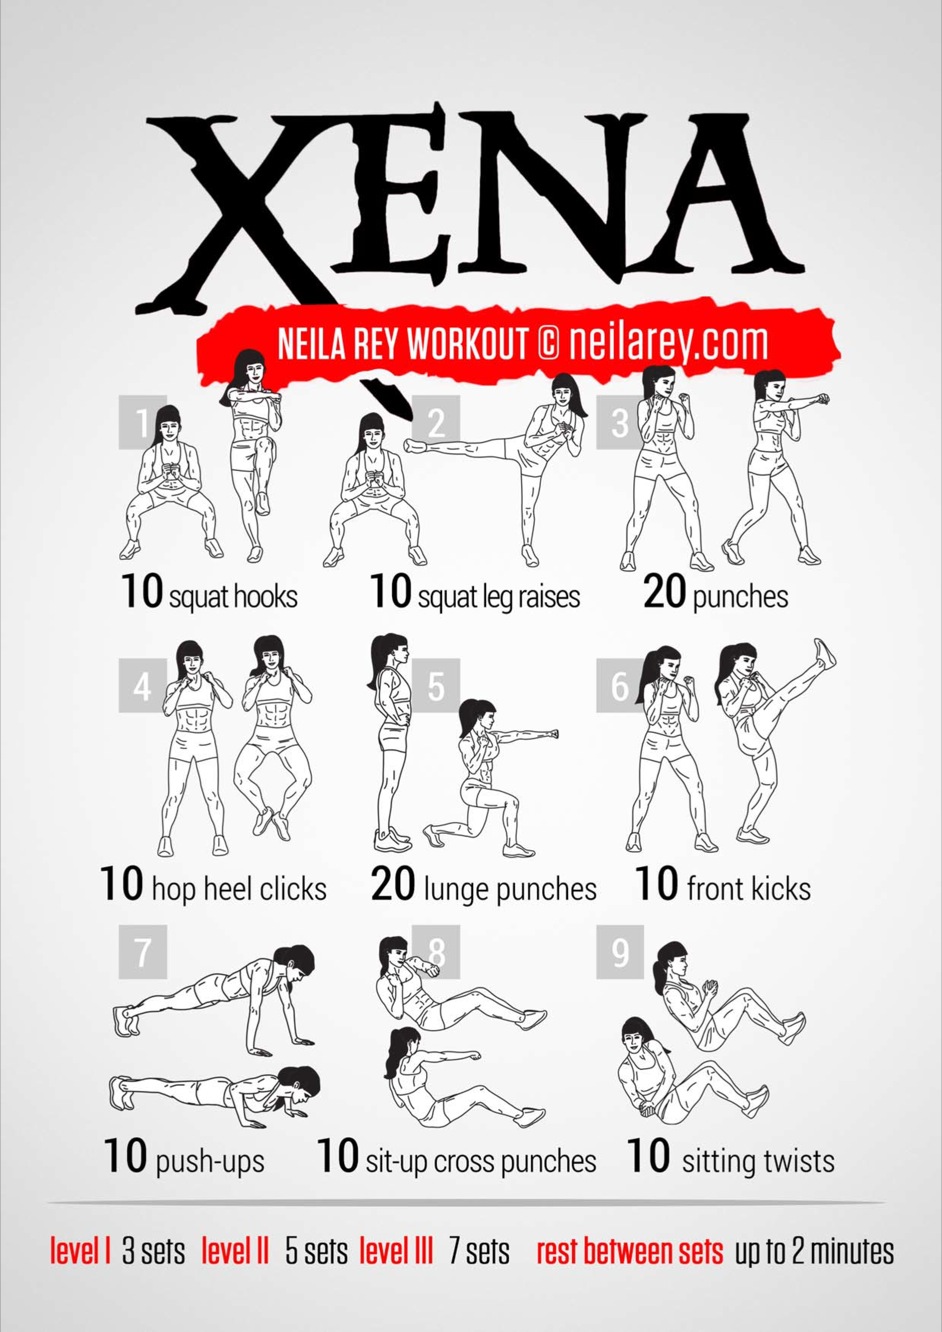 XENA
NEILA REY WORKOUT © neilarey.com
1
2
3
10 squat hooks
10 squat leg raises
20 punches
4
5
6
10 hop heel clicks
20 lunge punches
10 front kicks
7
8
9
10 push-ups
10 sit-up cross punches
10 sitting twists
level I 3 sets level II 5 sets level III 7 sets rest between sets up to 2 minutes